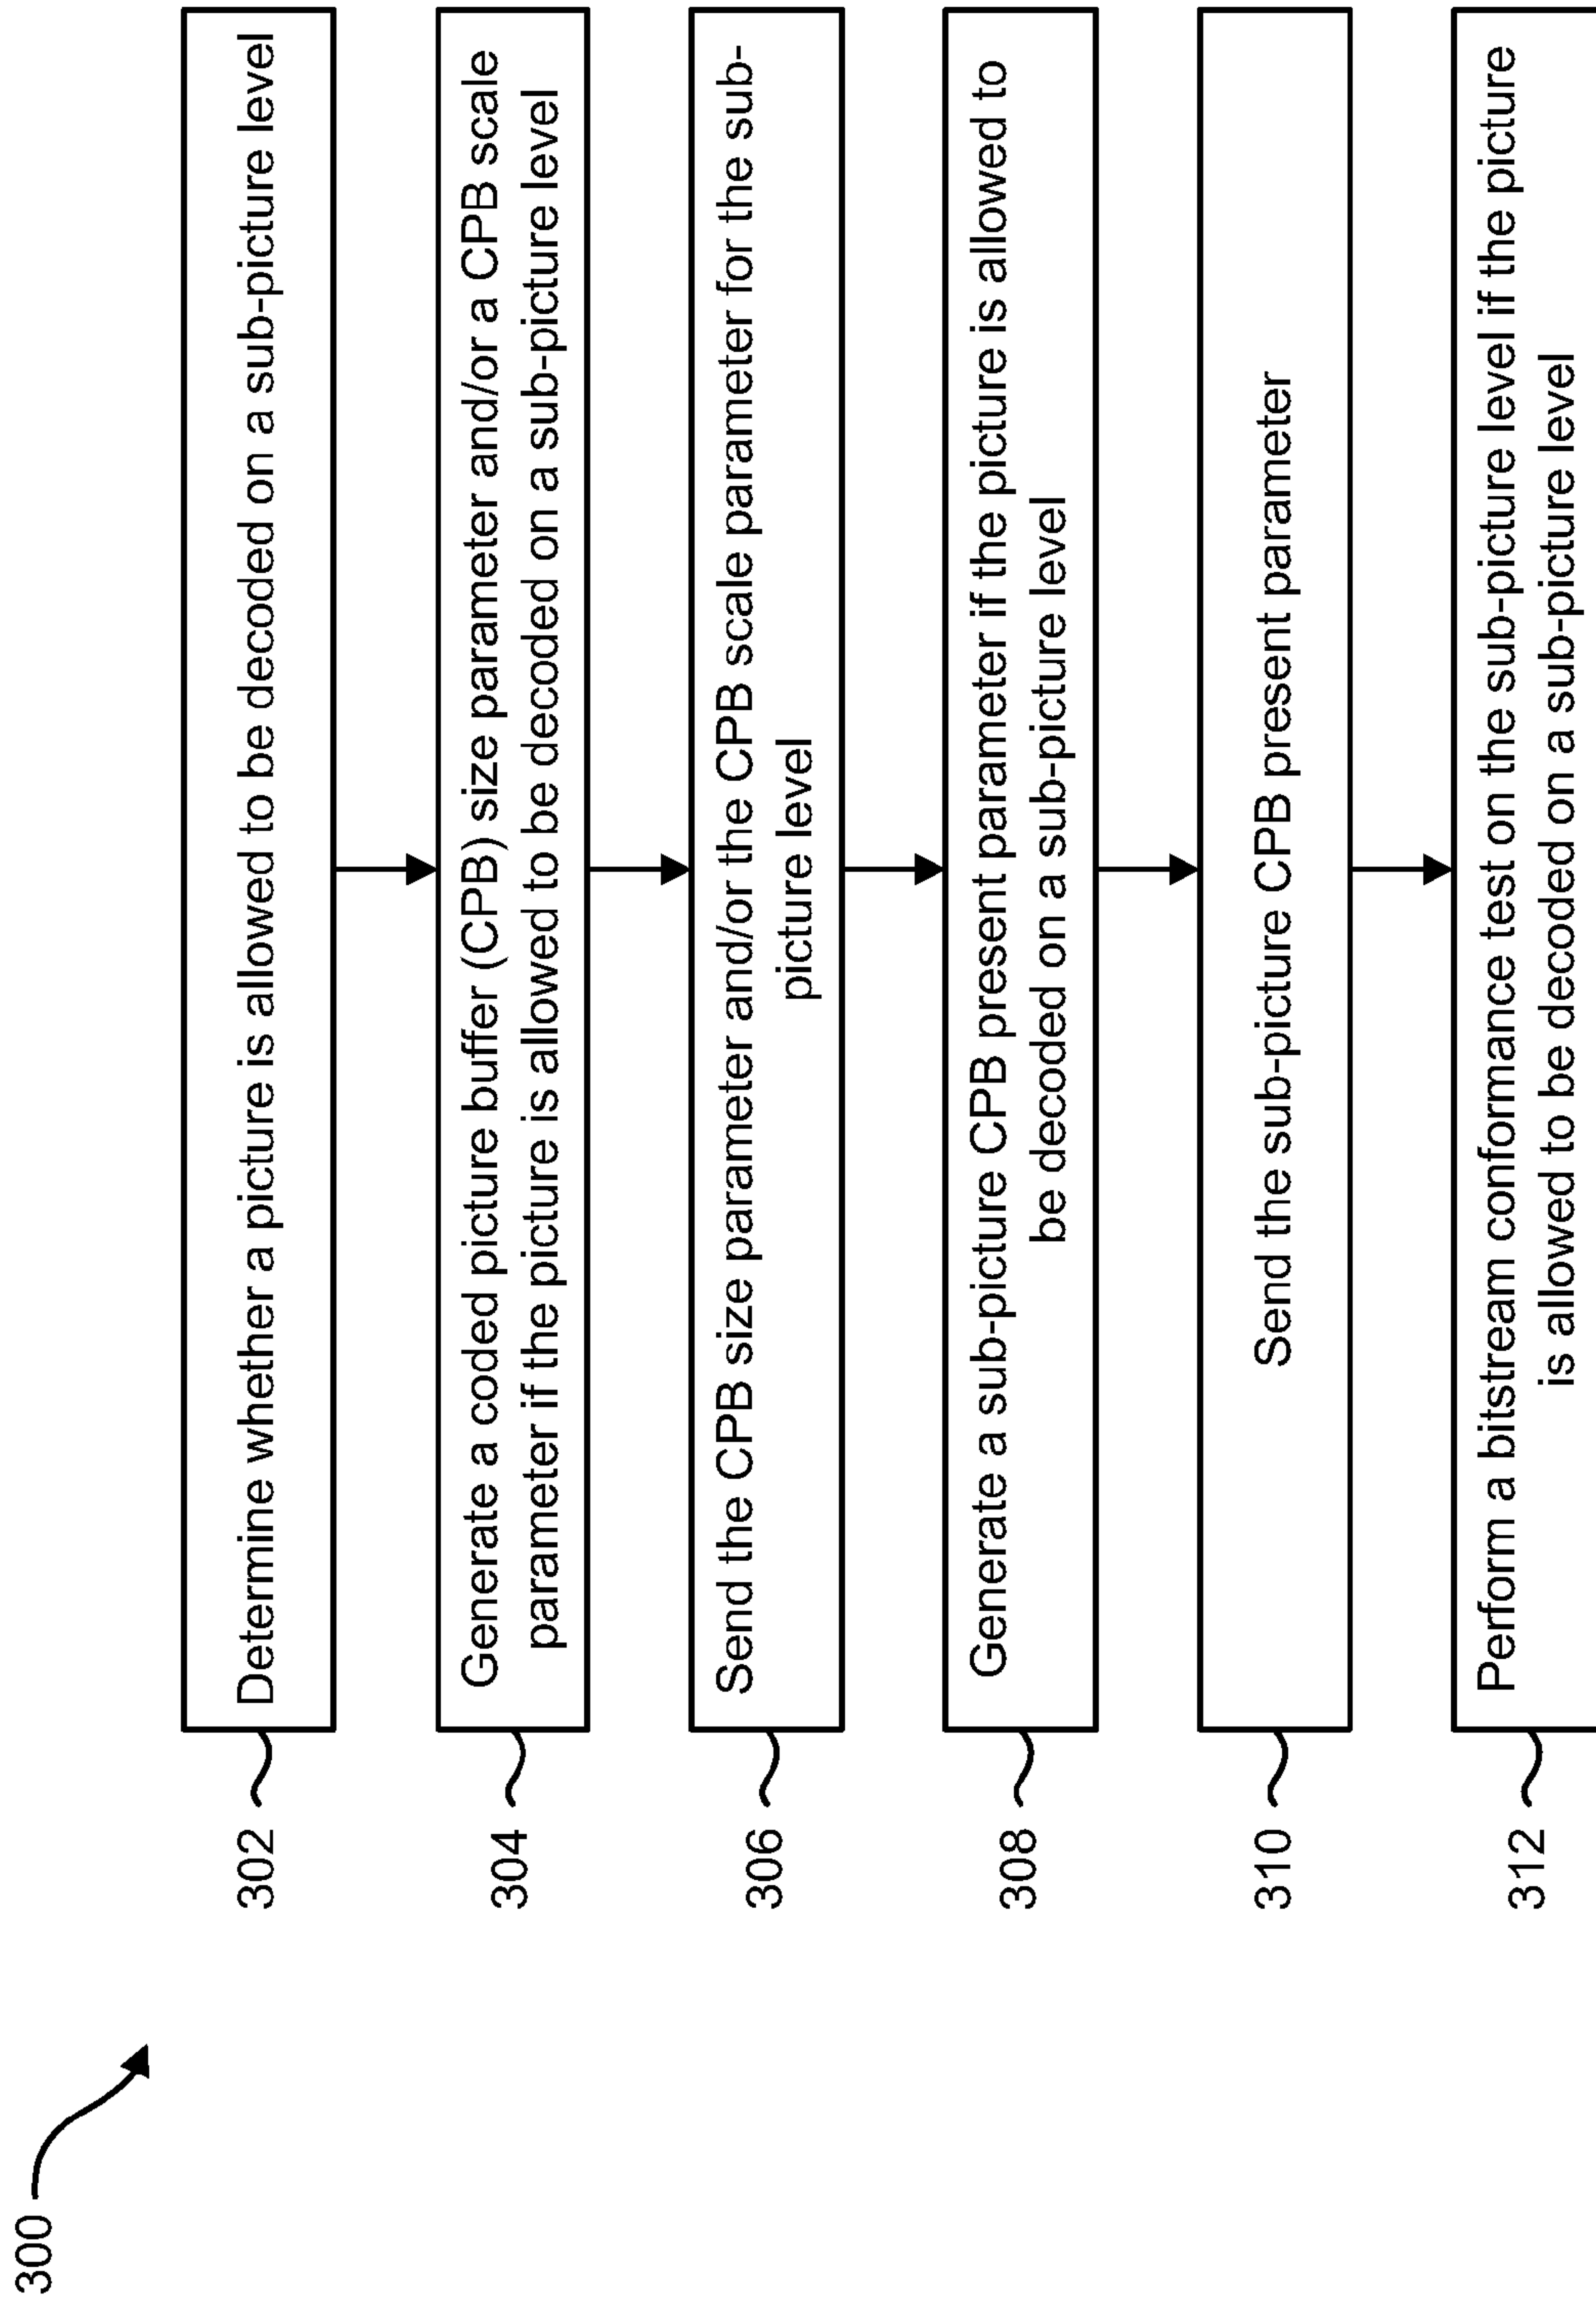 300
302
Determine whether a picture is allowed to be decoded on a sub-picture level
304
Generate a coded picture buffer (CPB) size parameter and/or a CPB scale
parameter if the picture is allowed to be decoded on a sub-picture level
306
Send the CPB size parameter and/or the CPB scale parameter for the sub-
picture level
308
Generate a sub-picture CPB present parameter if the picture is allowed to
be decoded on a sub-picture level
310
Send the sub-picture CPB present parameter
312
Perform a bitstream conformance test on the sub-picture level if the picture
is allowed to be decoded on a sub-picture level